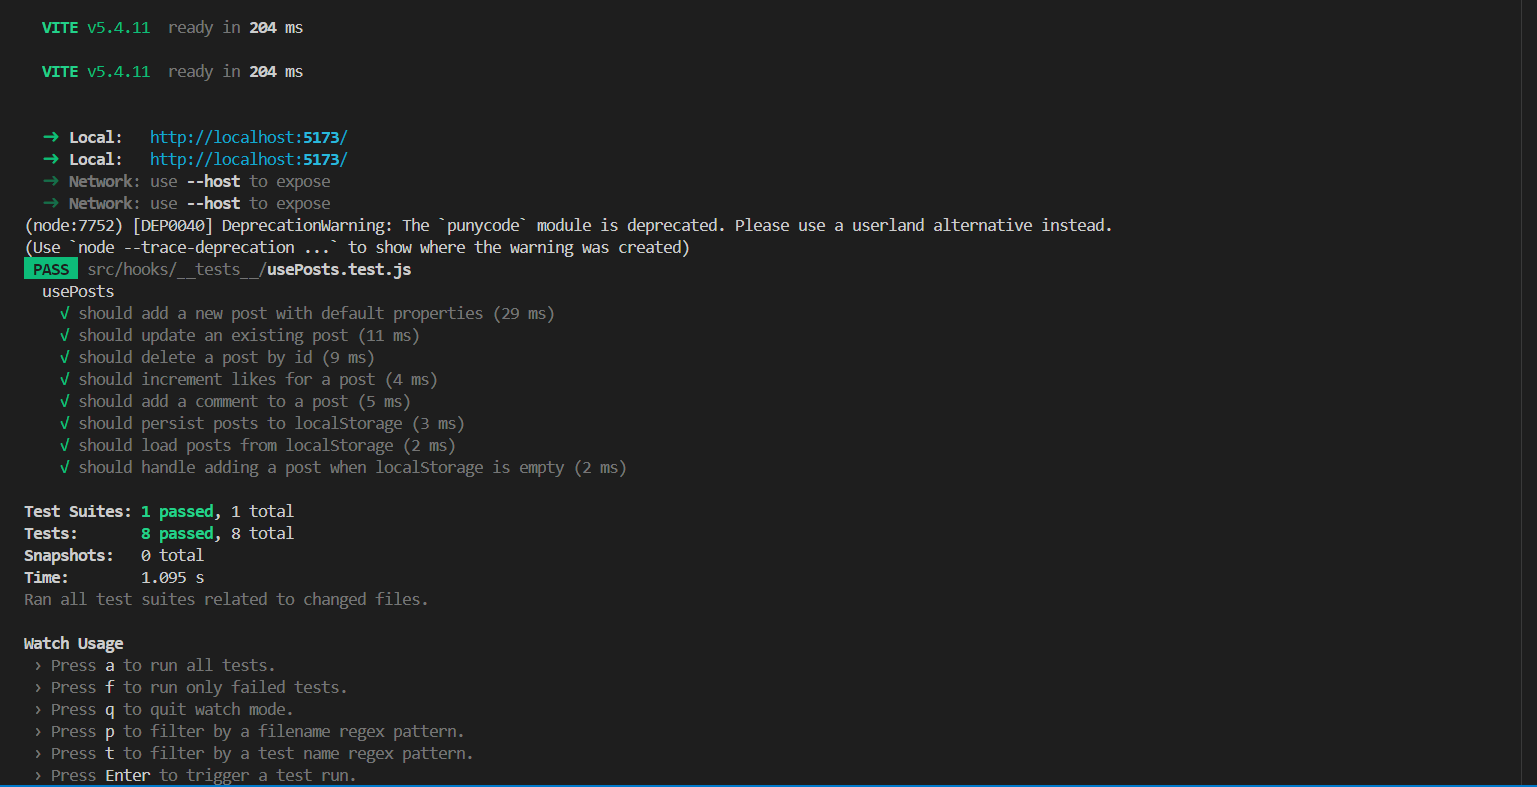 VITE v5.4.11  ready in 204 ms
VITE v5.4.11  ready in 204 ms
➜ Local:   http://localhost:5173/
➜ Local:   http://localhost:5173/
➜ Network: use --host to expose
➜ Network: use --host to expose
(node:7752) [DEP0040] DeprecationWarning: The `punycode` module is deprecated. Please use a userland alternative instead.
(Use `node --trace-deprecation ...` to show where the warning was created)
PASS src/hooks/__tests__/usePosts.test.js
usePosts
√ should add a new post with default properties (29 ms)
√ should update an existing post (11 ms)
√ should delete a post by id (9 ms)
√ should increment likes for a post (4 ms)
√ should add a comment to a post (5 ms)
√ should persist posts to localStorage (3 ms)
√ should load posts from localStorage (2 ms)
√ should handle adding a post when localStorage is empty (2 ms)
Test Suites: 1 passed, 1 total
Tests:       8 passed, 8 total
Snapshots:   0 total
Time:        1.095 s
Ran all test suites related to changed files.
Watch Usage
› Press a to run all tests.
› Press f to run only failed tests.
› Press q to quit watch mode.
› Press p to filter by a filename regex pattern.
› Press t to filter by a test name regex pattern.
› Press Enter to trigger a test run.